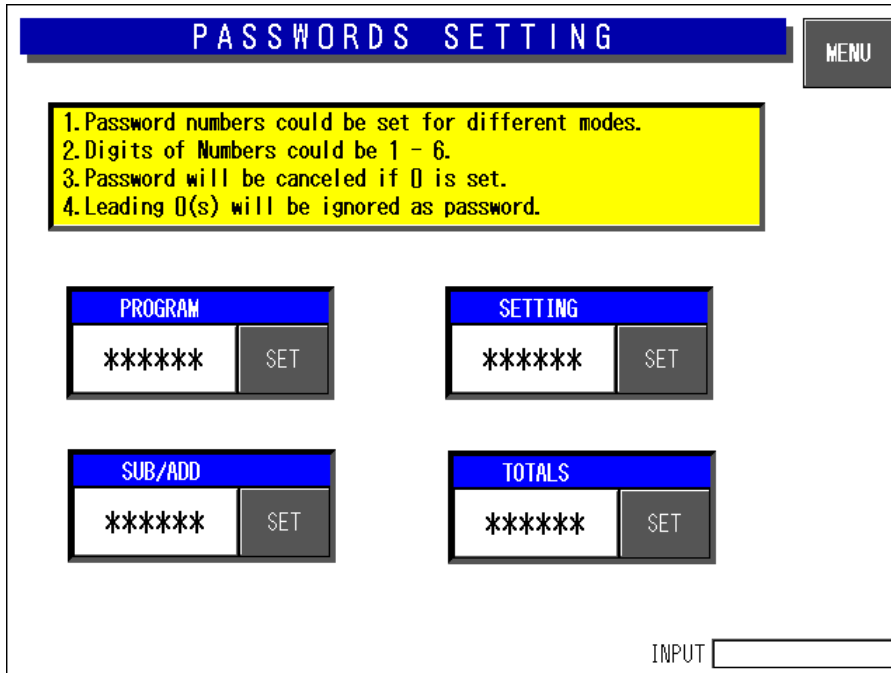 PASSWORDS SETTING
MENU
1.Password numbers could be set for different modes.
2.Digits of Numbers could be 1 - 6.
3.Password will be canceled if 0 is set.
4.Leading 0(s) will be ignored as password.
PROGRAM
****** SET
SETTING
****** SET
SUB/ADD
****** SET
TOTALS
****** SET
INPUT